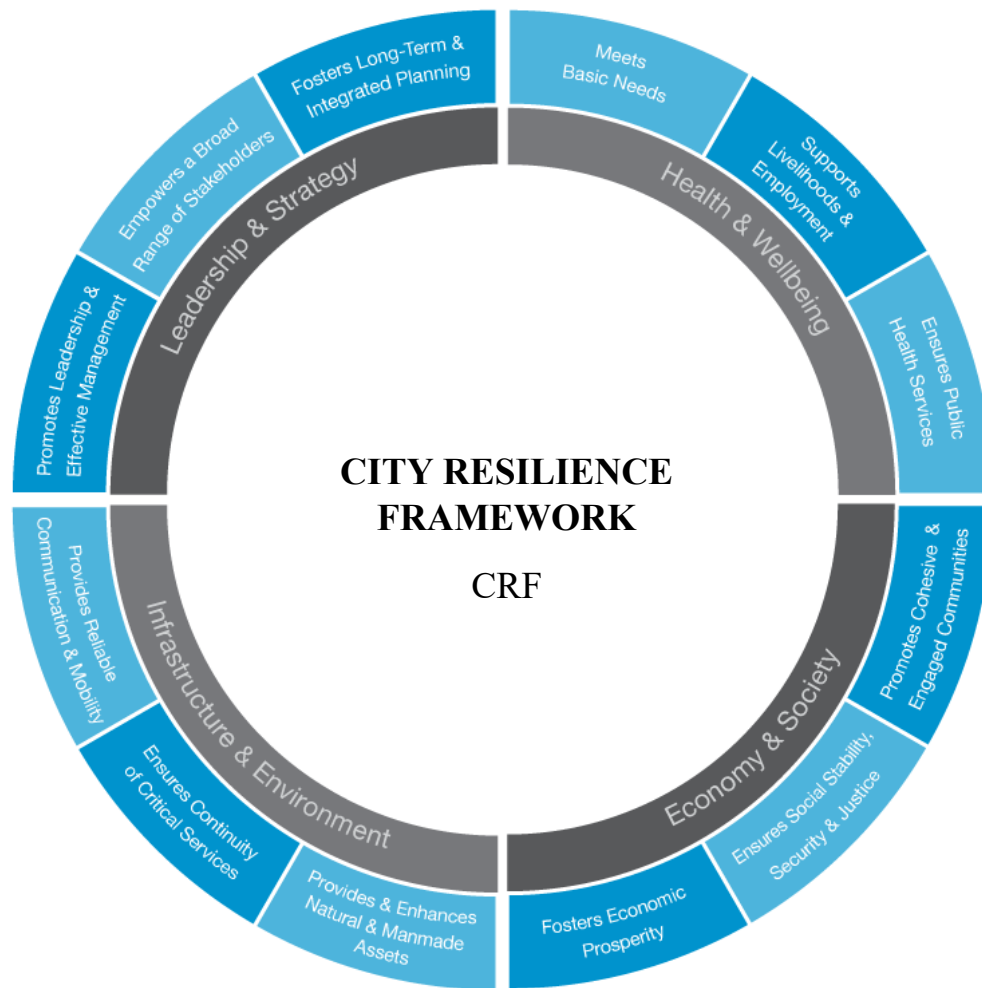 Fosters Long-Term &
Integrated Planning
Meets
Basic Needs
Supports
Livelihoods &
Employment
Ensures Public
Health Services
Promotes Cohesive &
Engaged Communities
Ensures Social Stability,
Security & Justice
Fosters Economic
Prosperity
Provides & Enhances
Natural & Manmade
Assets
Ensures Continuity
of Critical Services
Provides Reliable
Communication & Mobility
Promotes Leadership &
Effective Management
Empowers a Broad
Range of Stakeholders
Leadership & Strategy
Health & Wellbeing
Economy & Society
Infrastructure & Environment
CITY RESILIENCE
FRAMEWORK
CRF